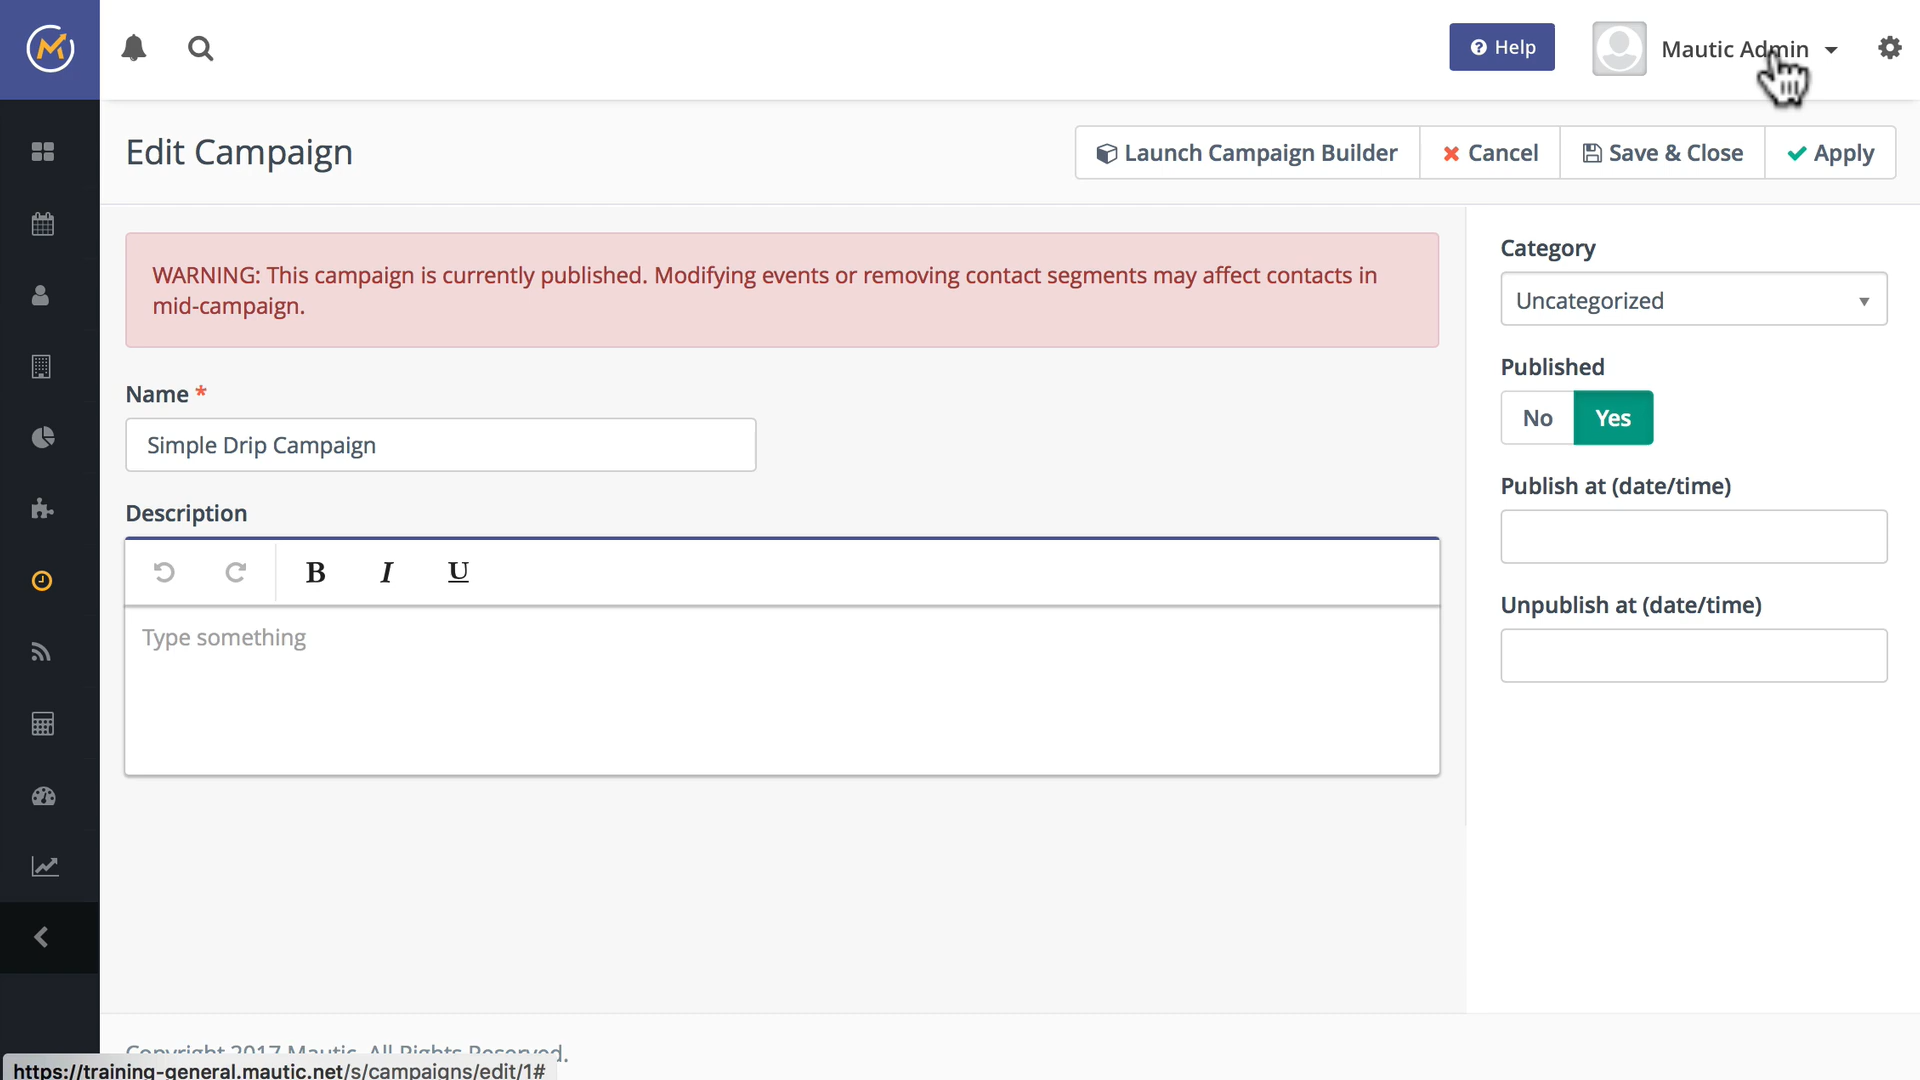 Help
Mautic Admin
Edit Campaign
Launch Campaign Builder
Cancel
Save & Close
Apply
WARNING: This campaign is currently published. Modifying events or removing contact segments may affect contacts in
mid-campaign.
Name *
Simple Drip Campaign
Description
B I U
Type something
Category
Uncategorized
Published
No Yes
Publish at (date/time)
Unpublish at (date/time)
Copyright 2017 Mautic. All Rights Reserved.
https://training-general.mautic.net/s/campaigns/edit/1#